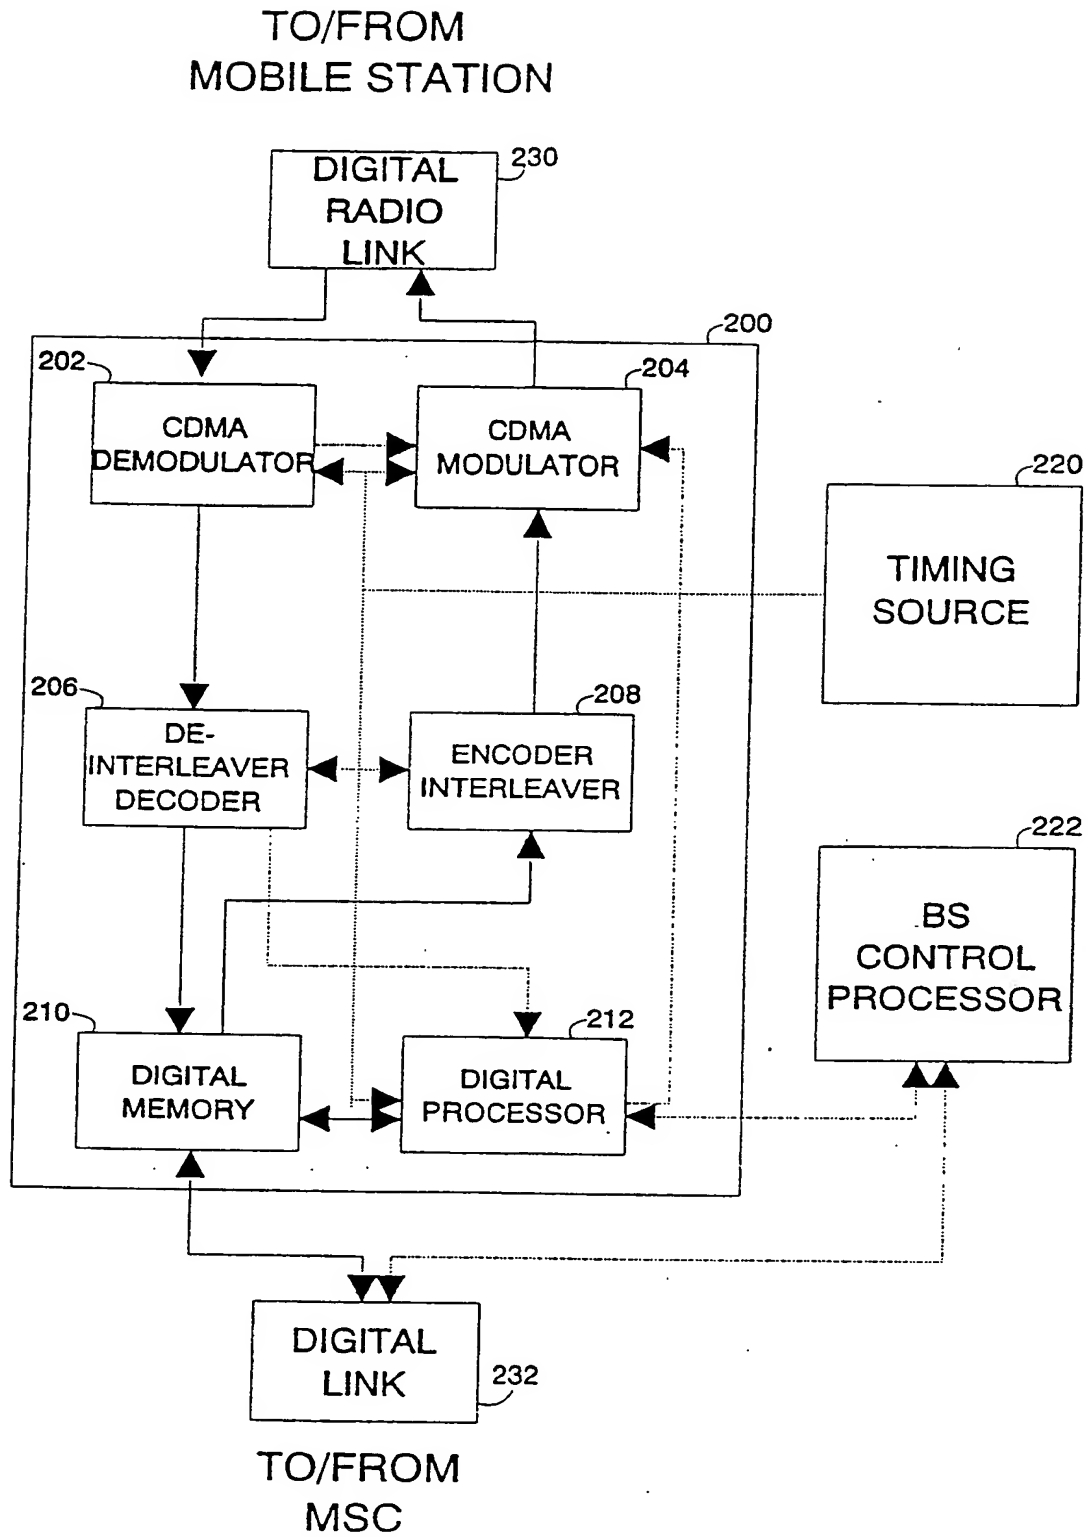 TO/FROM
MOBILE STATION
230
DIGITAL
RADIO
LINK
200
202
204
CDMA
DEMODULATOR
CDMA
MODULATOR
220
TIMING
SOURCE
206
208
DE-
INTERLEAVER
DECODER
ENCODER
INTERLEAVER
222
BS
CONTROL
PROCESSOR
210
212
DIGITAL
MEMORY
DIGITAL
PROCESSOR
DIGITAL
LINK
232
TO/FROM
MSC